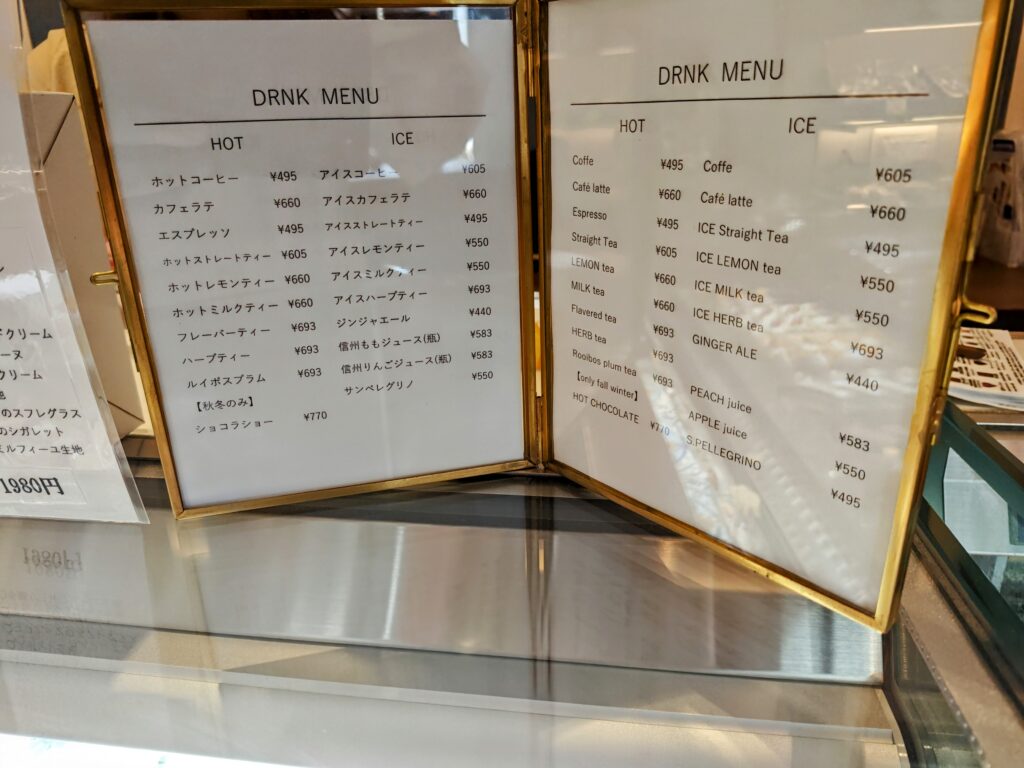 ン
ドクリーム
ーヌ
クリーム
地
のスフレグラス
のシガレット
ミルフィーユ生地
1980円
DRNK MENU
HOT
ホットコーヒー ¥495
カフェラテ ¥660
エスプレッソ ¥495
ホットストレートティー ¥605
ホットレモンティー ¥660
ホットミルクティー ¥660
フレーバーティー ¥693
ハーブティー ¥693
ルイボスプラム ¥693
【秋冬のみ】
ショコラショー ¥770
ICE
アイスコーヒー ¥605
アイスカフェラテ ¥660
アイスストレートティー ¥495
アイスレモンティー ¥550
アイスミルクティー ¥550
アイスハーブティー ¥693
ジンジャエール ¥440
信州ももジュース(瓶) ¥583
信州りんごジュース(瓶) ¥583
サンペレグリノ ¥550
DRNK MENU
HOT
Coffe ¥495
Café latte ¥660
Espresso ¥495
Straight Tea ¥605
LEMON tea ¥660
MILK tea ¥660
Flavered tea ¥693
HERB tea ¥693
Rooibos plum tea ¥693
【only fall winter】
HOT CHOCOLATE ¥770
ICE
Coffe ¥605
Café latte ¥660
ICE Straight Tea ¥495
ICE LEMON tea ¥550
ICE MILK tea ¥550
ICE HERB tea ¥693
GINGER ALE ¥440
PEACH juice ¥583
APPLE juice ¥550
S.PELLEGRINO ¥495